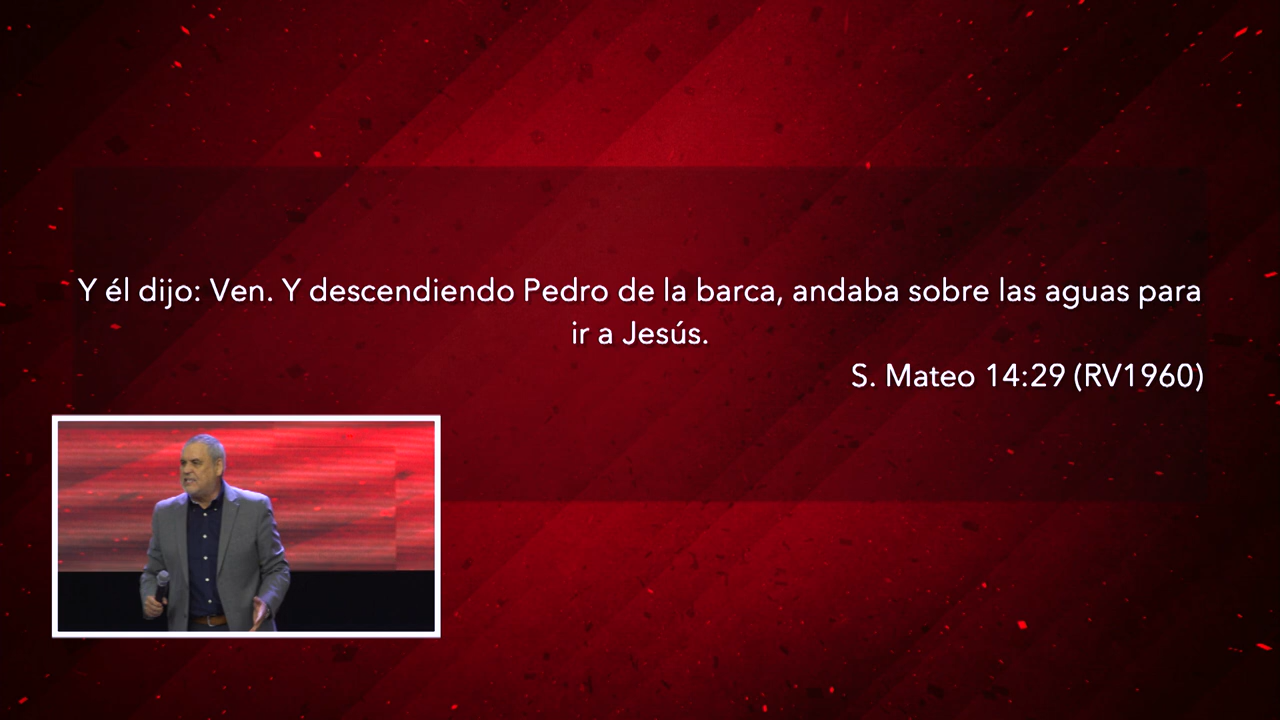 Y él dijo: Ven. Y descendiendo Pedro de la barca, andaba sobre las aguas para
ir a Jesús.
S. Mateo 14:29 (RV1960)